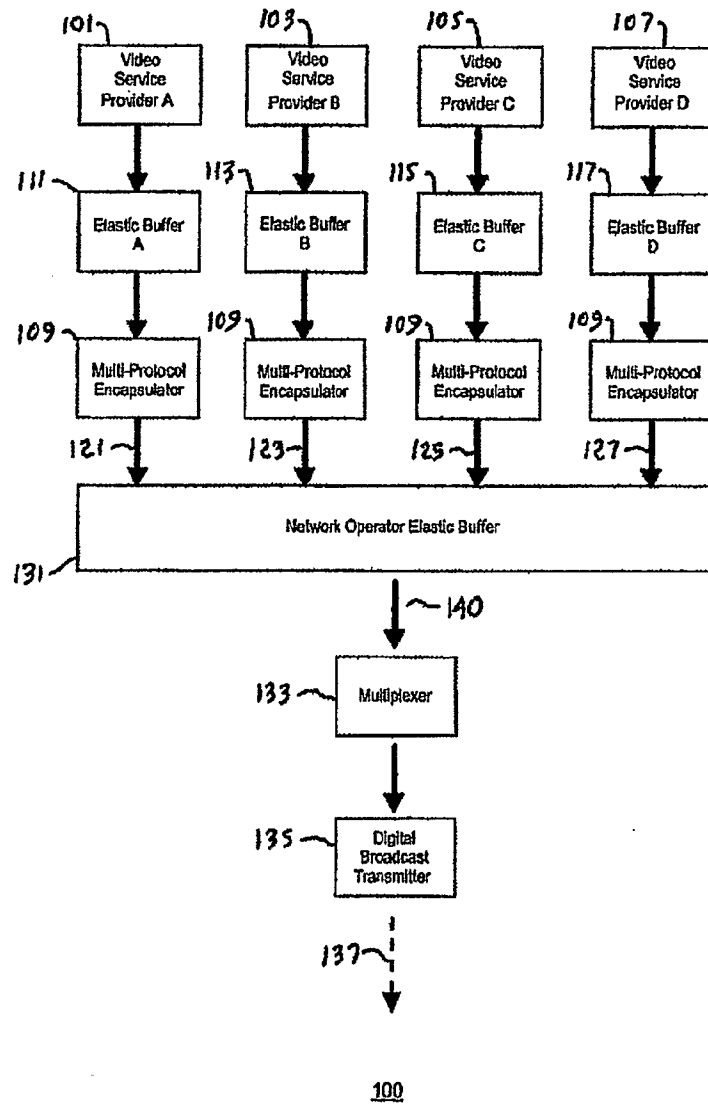 101
103
105
107
Video
Service
Provider A
Video
Service
Provider B
Video
Service
Provider C
Video
Service
Provider D
111
113
115
117
Elastic Buffer
A
Elastic Buffer
B
Elastic Buffer
C
Elastic Buffer
D
109
109
109
109
Multi-Protocol
Encapsulator
Multi-Protocol
Encapsulator
Multi-Protocol
Encapsulator
Multi-Protocol
Encapsulator
121
123
125
127
Network Operator Elastic Buffer
131
140
133
Multiplexer
135
Digital
Broadcast
Transmitter
137
100